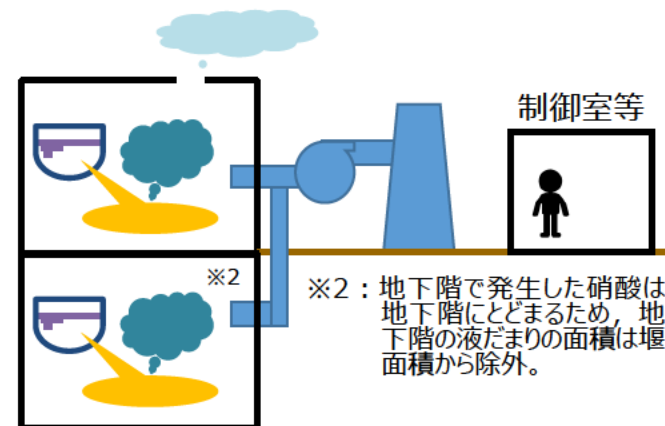 制御室等
※2
※2：地下階で発生した硝酸は
地下階にとどまるため，地
下階の液だまりの面積は堰
面積から除外。